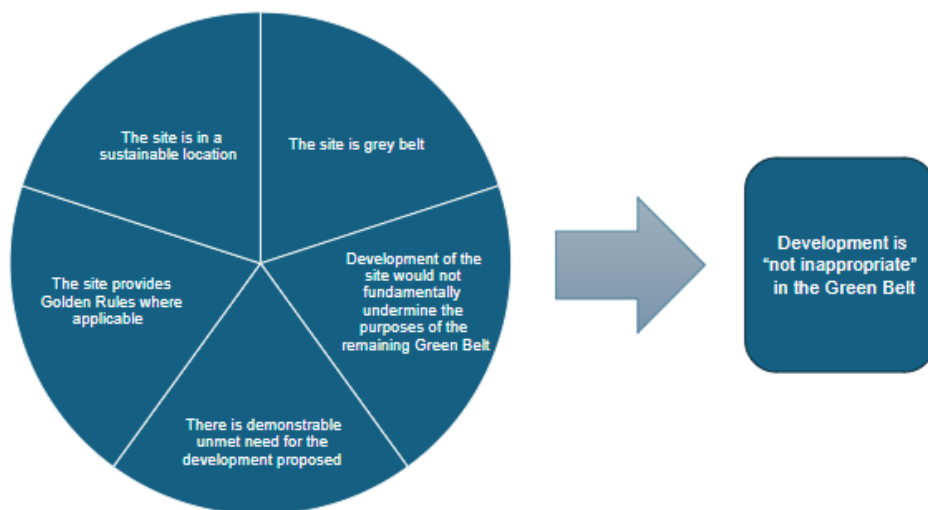 The site is in a
sustainable location
The site is grey belt
The site provides
Golden Rules where
applicable
Development of the
site would not
fundamentally
undermine the
purposes of the
remaining Green Belt
There is demonstrable
unmet need for the
development proposed
Development is
“not inappropriate”
in the Green Belt